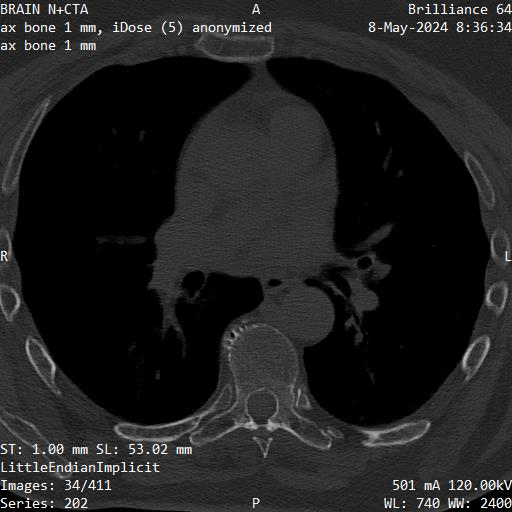 BRAIN N+CTA
ax bone 1 mm, iDose (5) anonymized
ax bone 1 mm
A
Brilliance 64
8-May-2024 8:36:34
R
L
ST: 1.00 mm SL: 53.02 mm
LittleEndianImplicit
Images: 34/411
Series: 202
P
501 mA 120.00kV
WL: 740 WW: 2400